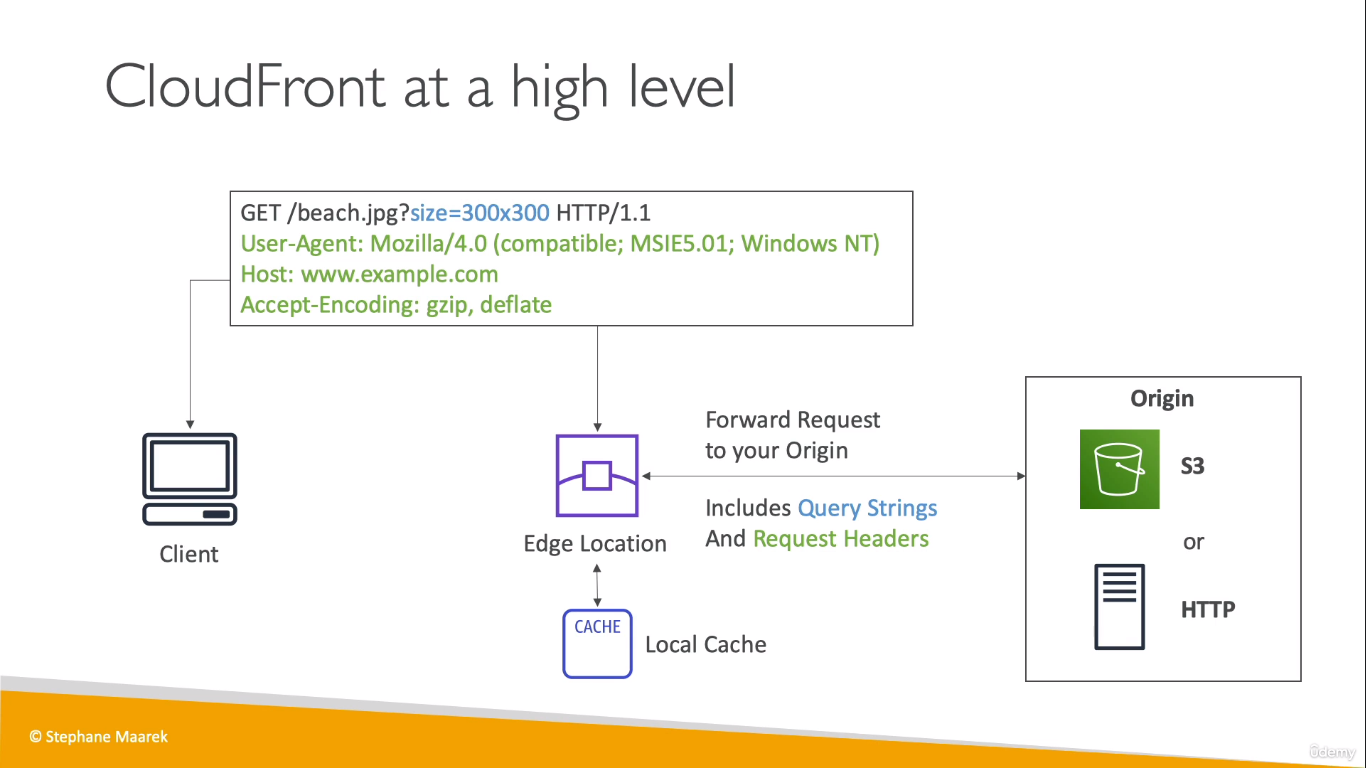 CloudFront at a high level
GET /beach.jpg?size=300x300 HTTP/1.1
User-Agent: Mozilla/4.0 (compatible; MSIE5.01; Windows NT)
Host: www.example.com
Accept-Encoding: gzip, deflate
Client
Edge Location
CACHE
Local Cache
Forward Request
to your Origin
Includes Query Strings
And Request Headers
Origin
S3
or
HTTP
© Stephane Maarek
ûdemy